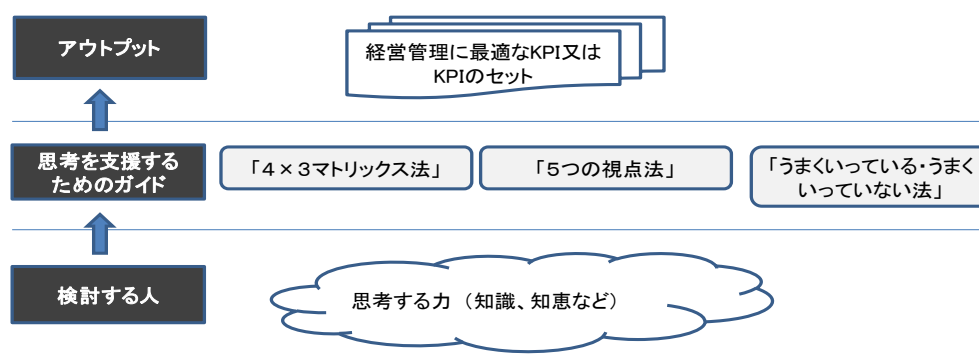 アウトプット
経営管理に最適なKPI又は
KPIのセット
思考を支援する
ためのガイド
「4×3マトリックス法」
「5つの視点法」
「うまくいっている・うまく
いっていない法」
検討する人
思考する力 (知識、知恵など)